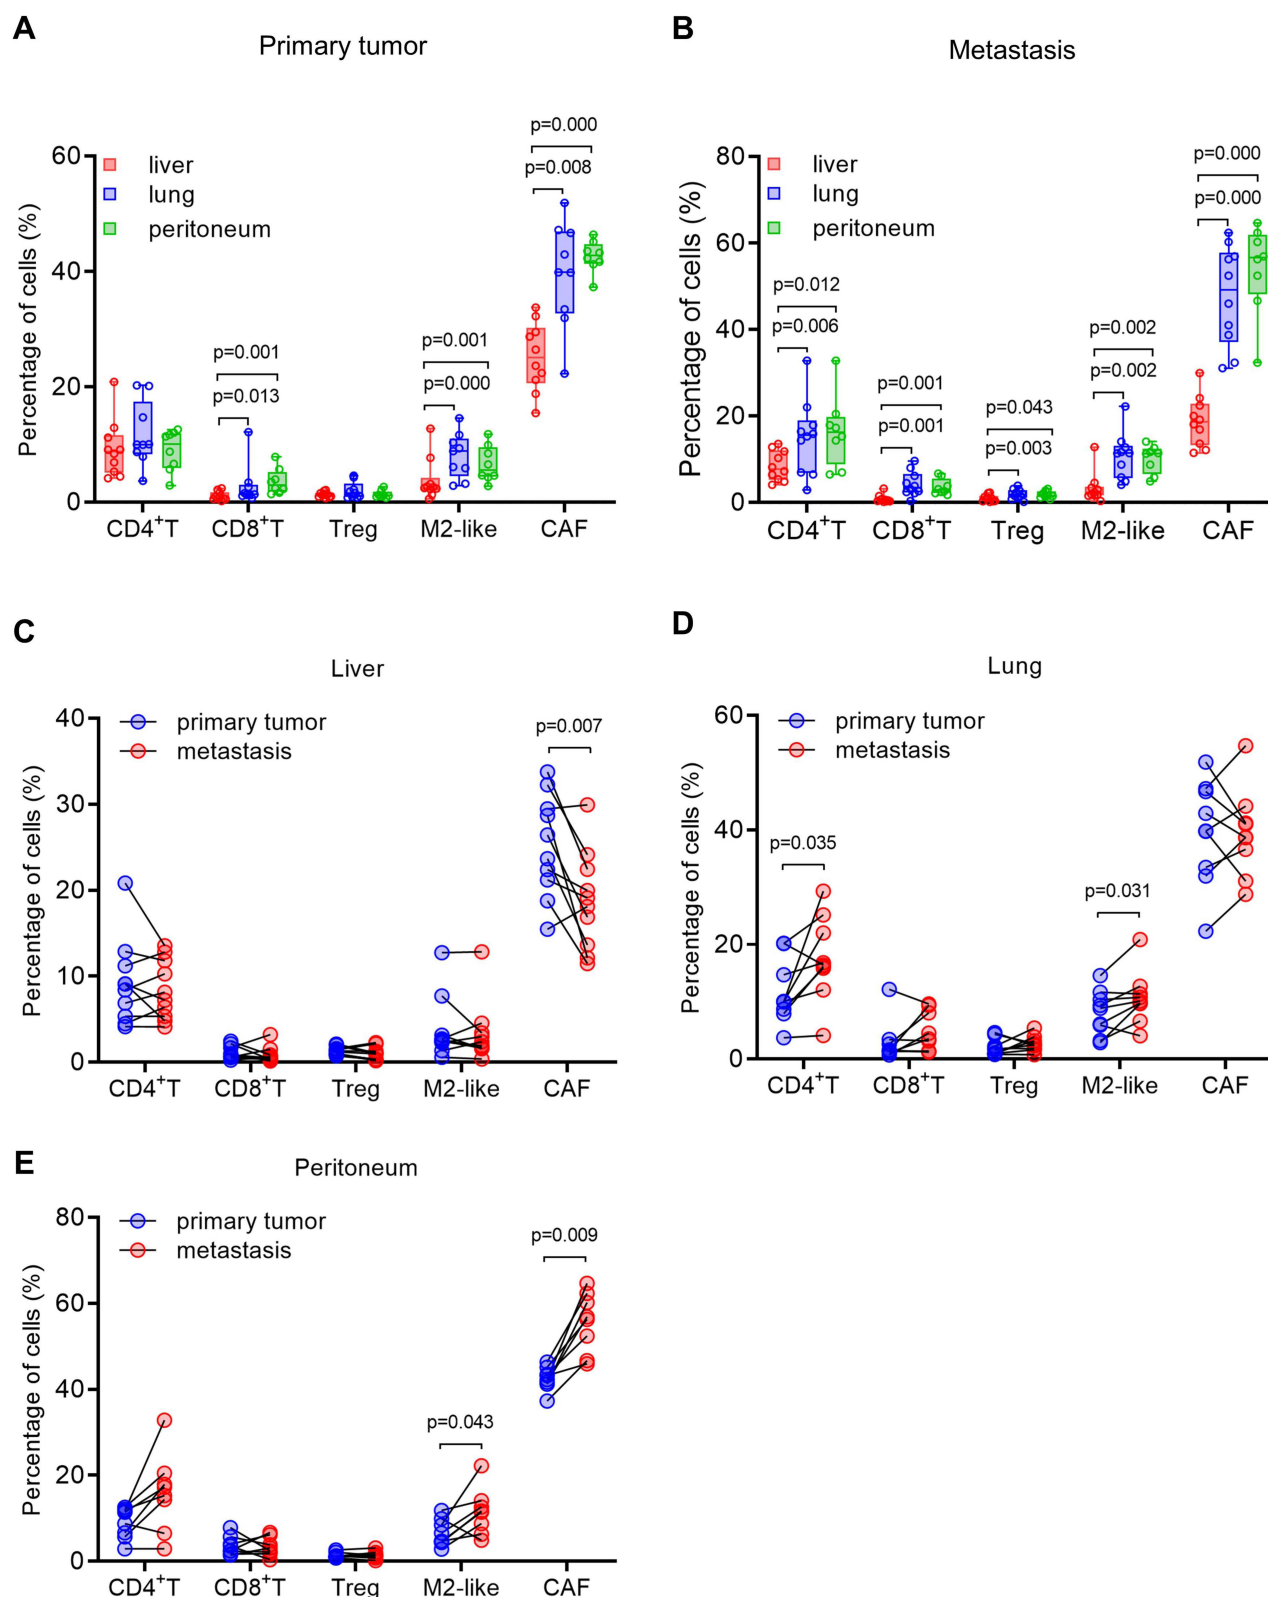 A
Primary tumor
p=0.000
p=0.008
60
liver
lung
peritoneum
40
20
0
Percentage of cells (%)
p=0.001
p=0.013
p=0.001
p=0.000
CD4⁺T CD8⁺T Treg M2-like CAF
B
Metastasis
p=0.000
p=0.000
80
liver
lung
peritoneum
60
40
20
0
Percentage of cells (%)
p=0.012
p=0.006
p=0.001
p=0.001
p=0.043
p=0.003
p=0.002
p=0.002
CD4⁺T CD8⁺T Treg M2-like CAF
C
Liver
40
primary tumor
metastasis
p=0.007
30
20
10
0
Percentage of cells (%)
CD4⁺T CD8⁺T Treg M2-like CAF
D
Lung
60
primary tumor
metastasis
40
20
0
Percentage of cells (%)
p=0.035
p=0.031
CD4⁺T CD8⁺T Treg M2-like CAF
E
Peritoneum
80
primary tumor
metastasis
p=0.009
60
40
20
0
Percentage of cells (%)
p=0.043
CD4⁺T CD8⁺T Treg M2-like CAF